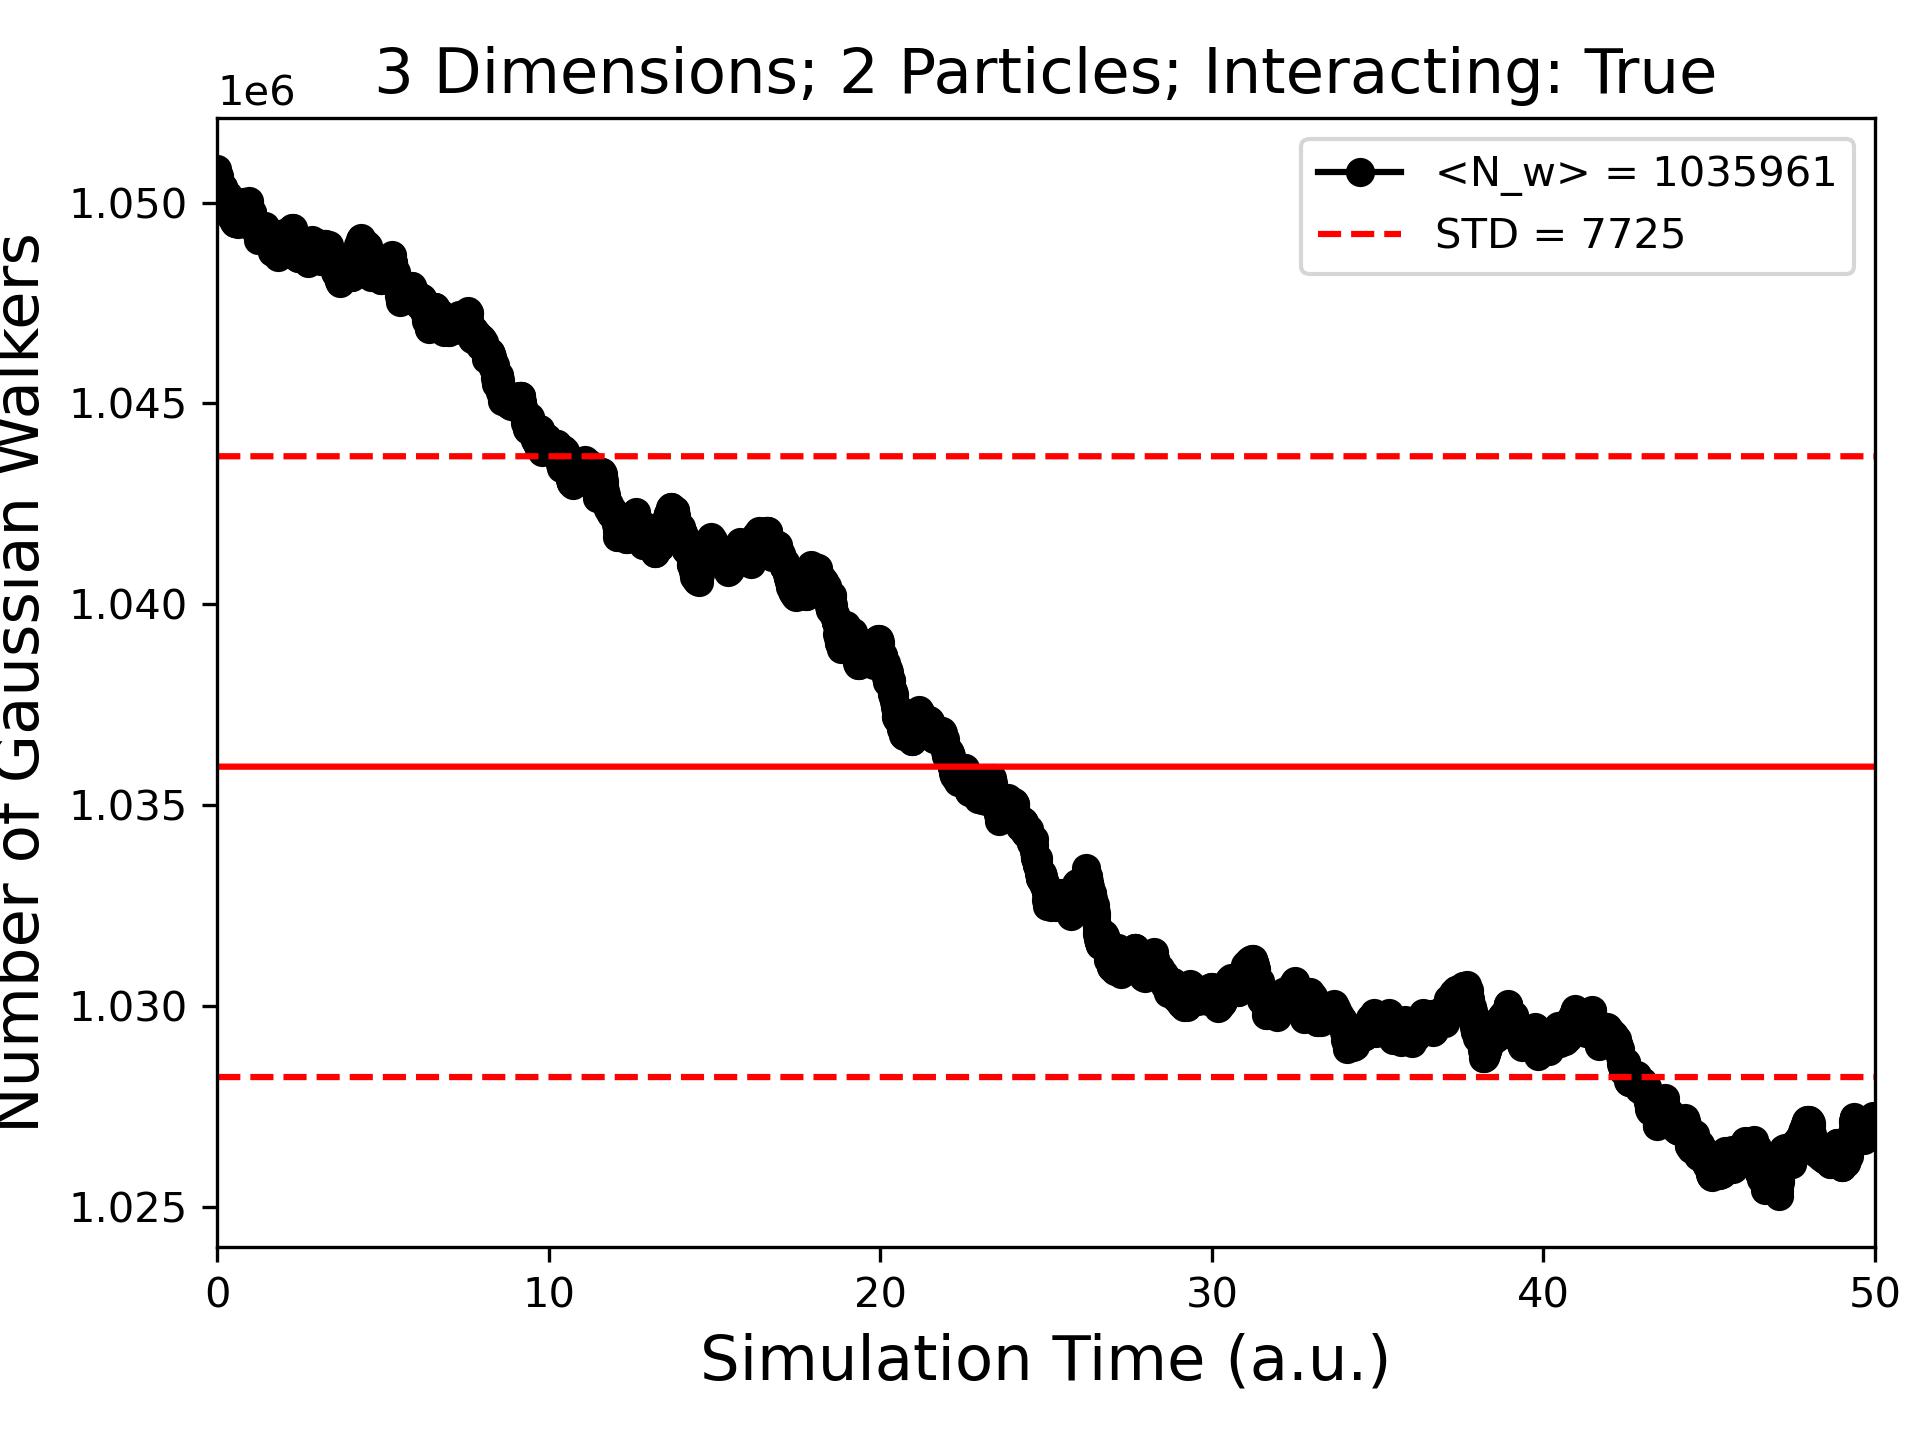 3 Dimensions; 2 Particles; Interacting: True
1e6
<N_w> = 1035961
STD = 7725
Number of Gaussian Walkers
1.050
1.045
1.040
1.035
1.030
1.025
0 10 20 30 40 50
Simulation Time (a.u.)